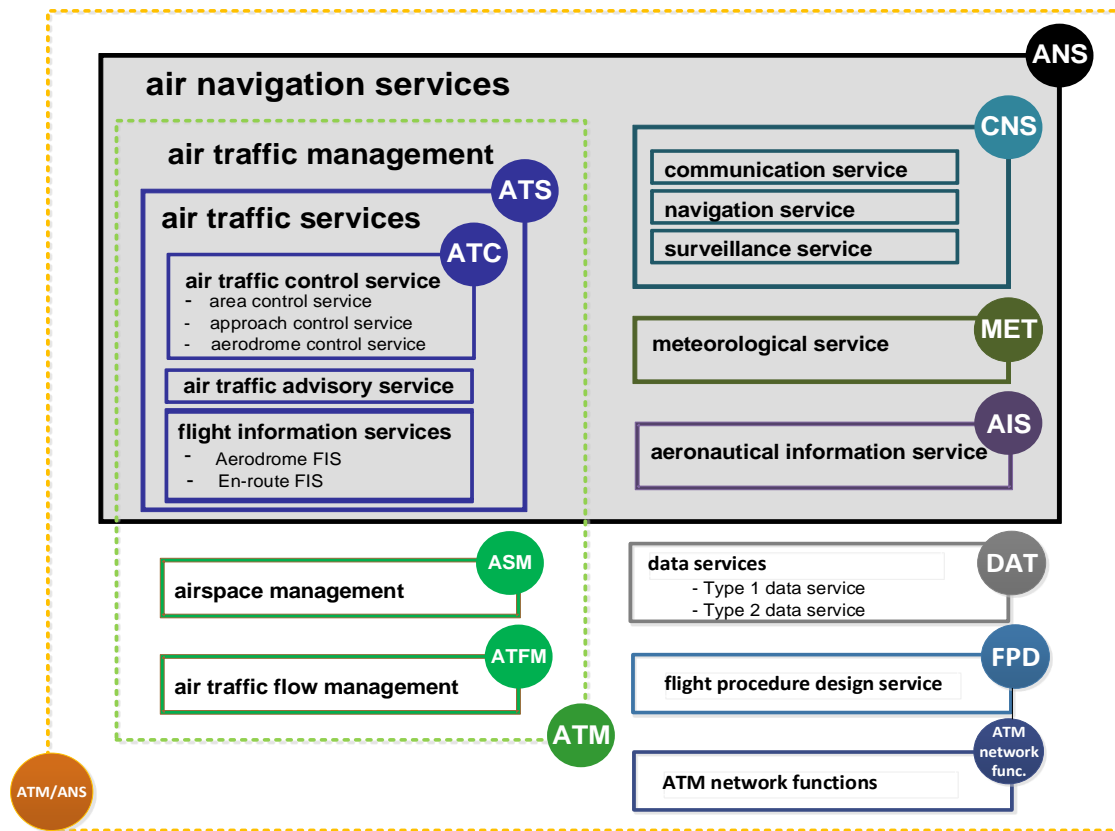 ANS
air navigation services
CNS
communication service
navigation service
surveillance service
air traffic management
ATS
air traffic services
ATC
air traffic control service
- area control service
- approach control service
- aerodrome control service
air traffic advisory service
flight information services
- Aerodrome FIS
- En-route FIS
MET
meteorological service
AIS
aeronautical information service
ASM
airspace management
ATFM
air traffic flow management
ATM
DAT
data services
- Type 1 data service
- Type 2 data service
FPD
flight procedure design service
ATM
network
func.
ATM network functions
ATM/ANS